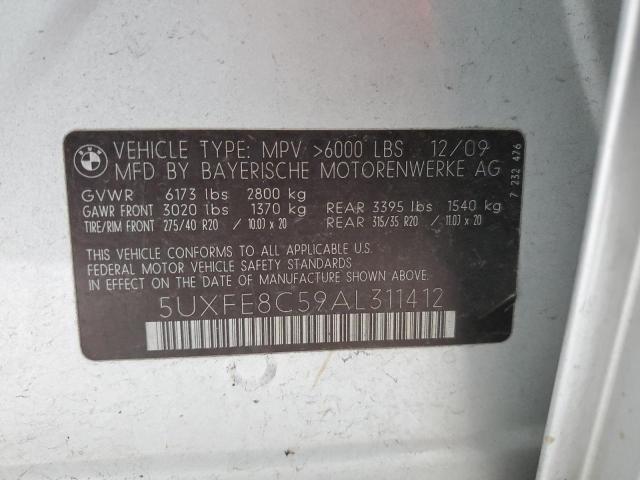 BMW
VEHICLE TYPE: MPV >6000 LBS 12/09
MFD BY BAYERISCHE MOTORENWERKE AG
GVWR 6173 lbs 2800 kg
GAWR FRONT 3020 lbs 1370 kg REAR 3395 lbs 1540 kg
TIRE/RIM FRONT 275/40 R20 / 10.0J x 20 REAR 315/35 R20 / 11.0J x 20
THIS VEHICLE CONFORMS TO ALL APPLICABLE U.S.
FEDERAL MOTOR VEHICLE SAFETY STANDARDS IN
EFFECT ON DATE OF MANUFACTURE SHOWN ABOVE.
5UXFE8C59AL311412
7 232 476